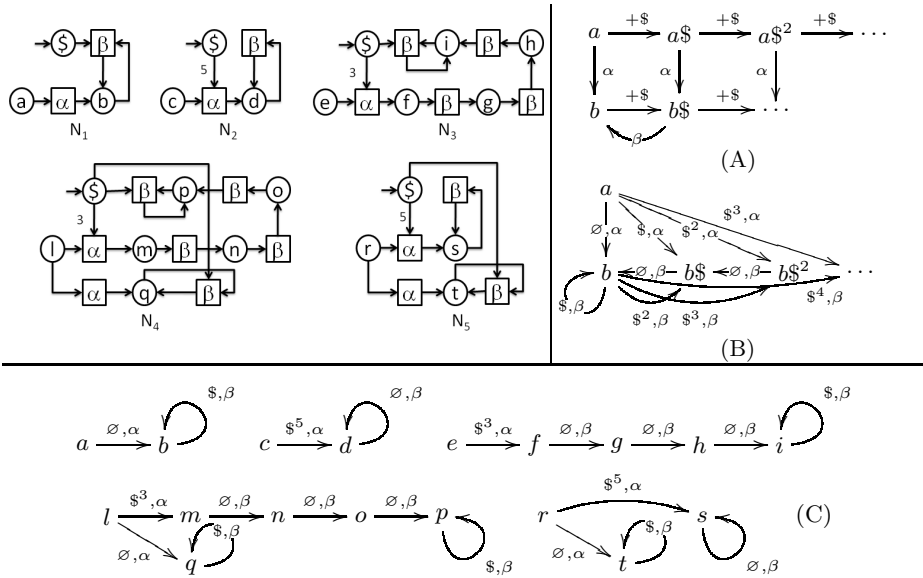 $ β $ β $ β i β h
5 3
a α b c α d e α f β g β
N1 N2 N3
$ β p β o $ β
3 5
l α m β n β r α s
α q β α t β
N4 N5
a +$ a$ +$ a$² +$ ···
α α α
b +$ b$ +$ ···
β
(A)
a
$³,α
∅,α $,α $²,α
b ∅,β b$ ∅,β b$² ···
$,β $²,β $³,β $⁴,β
(B)
$,β ∅,β $,β
a ∅,α b c $⁵,α d e $³,α f ∅,β g ∅,β h ∅,β i
l $³,α m ∅,β n ∅,β o ∅,β p r $⁵,α s (C)
∅,α q $,β $,β ∅,α t $,β ∅,β